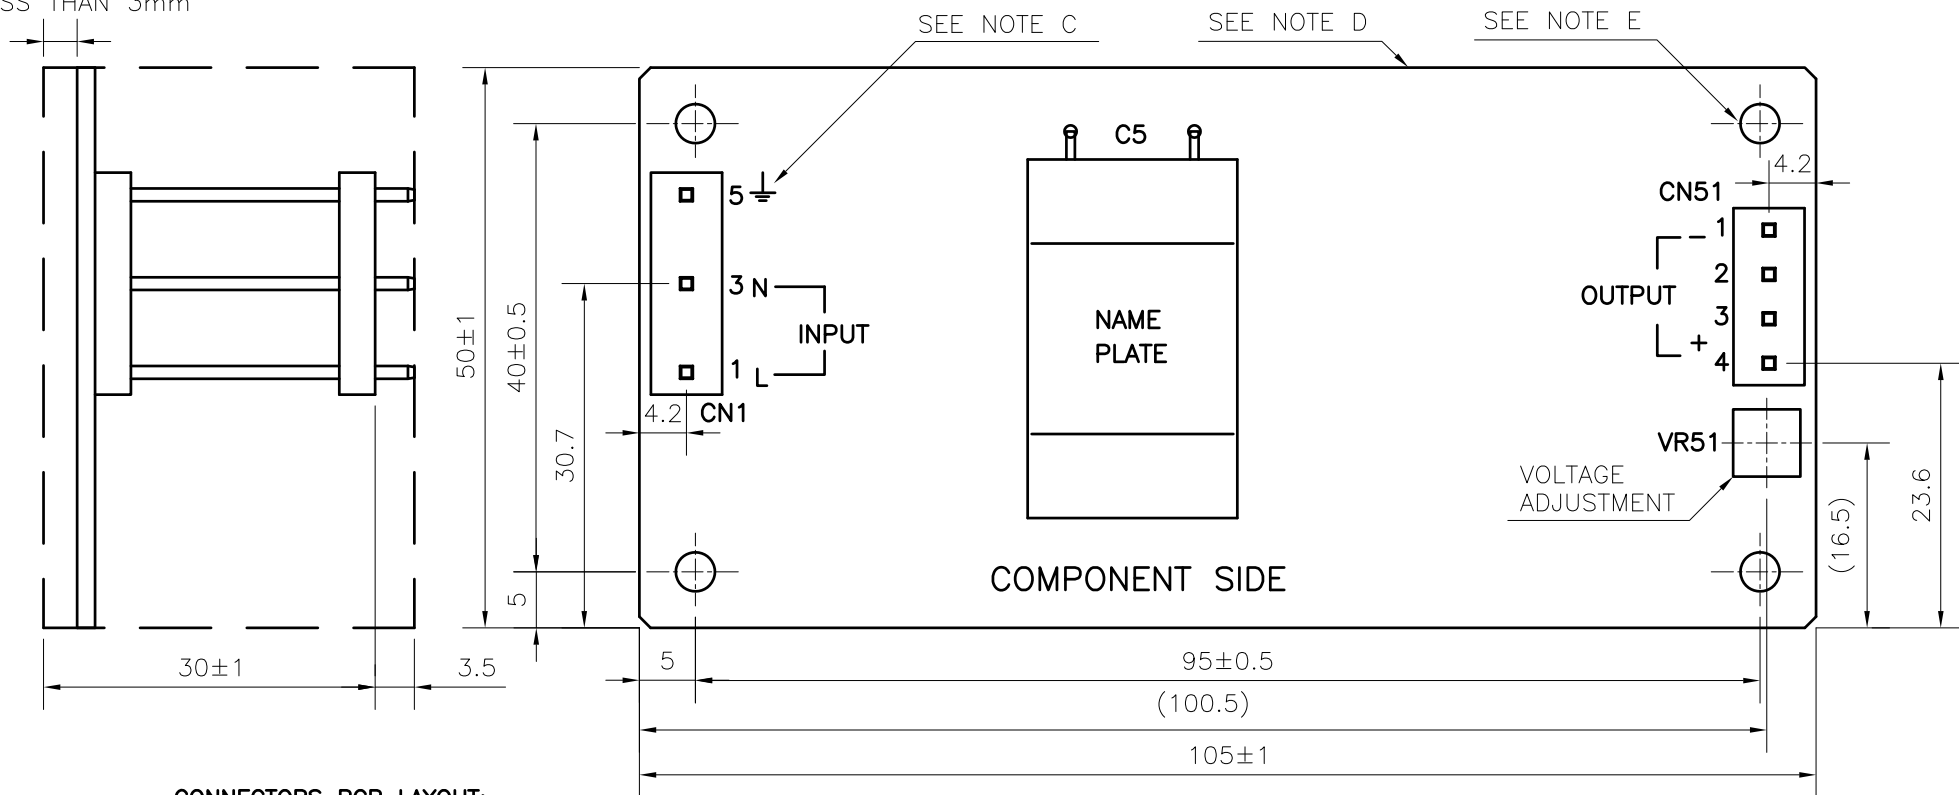 THAN 3mm
SEE NOTE C
SEE NOTE D
SEE NOTE E
C5
4.2
CN51
5
1
3 N
2
INPUT
OUTPUT
NAME
PLATE
3
+
1 L
4
4.2 CN1
50±1
40±0.5
30.7
5
VR51
VOLTAGE
ADJUSTMENT
(16.5)
23.6
COMPONENT SIDE
30±1
3.5
5
95±0.5
(100.5)
105±1
CONNECTORS PCB LAYOUT: